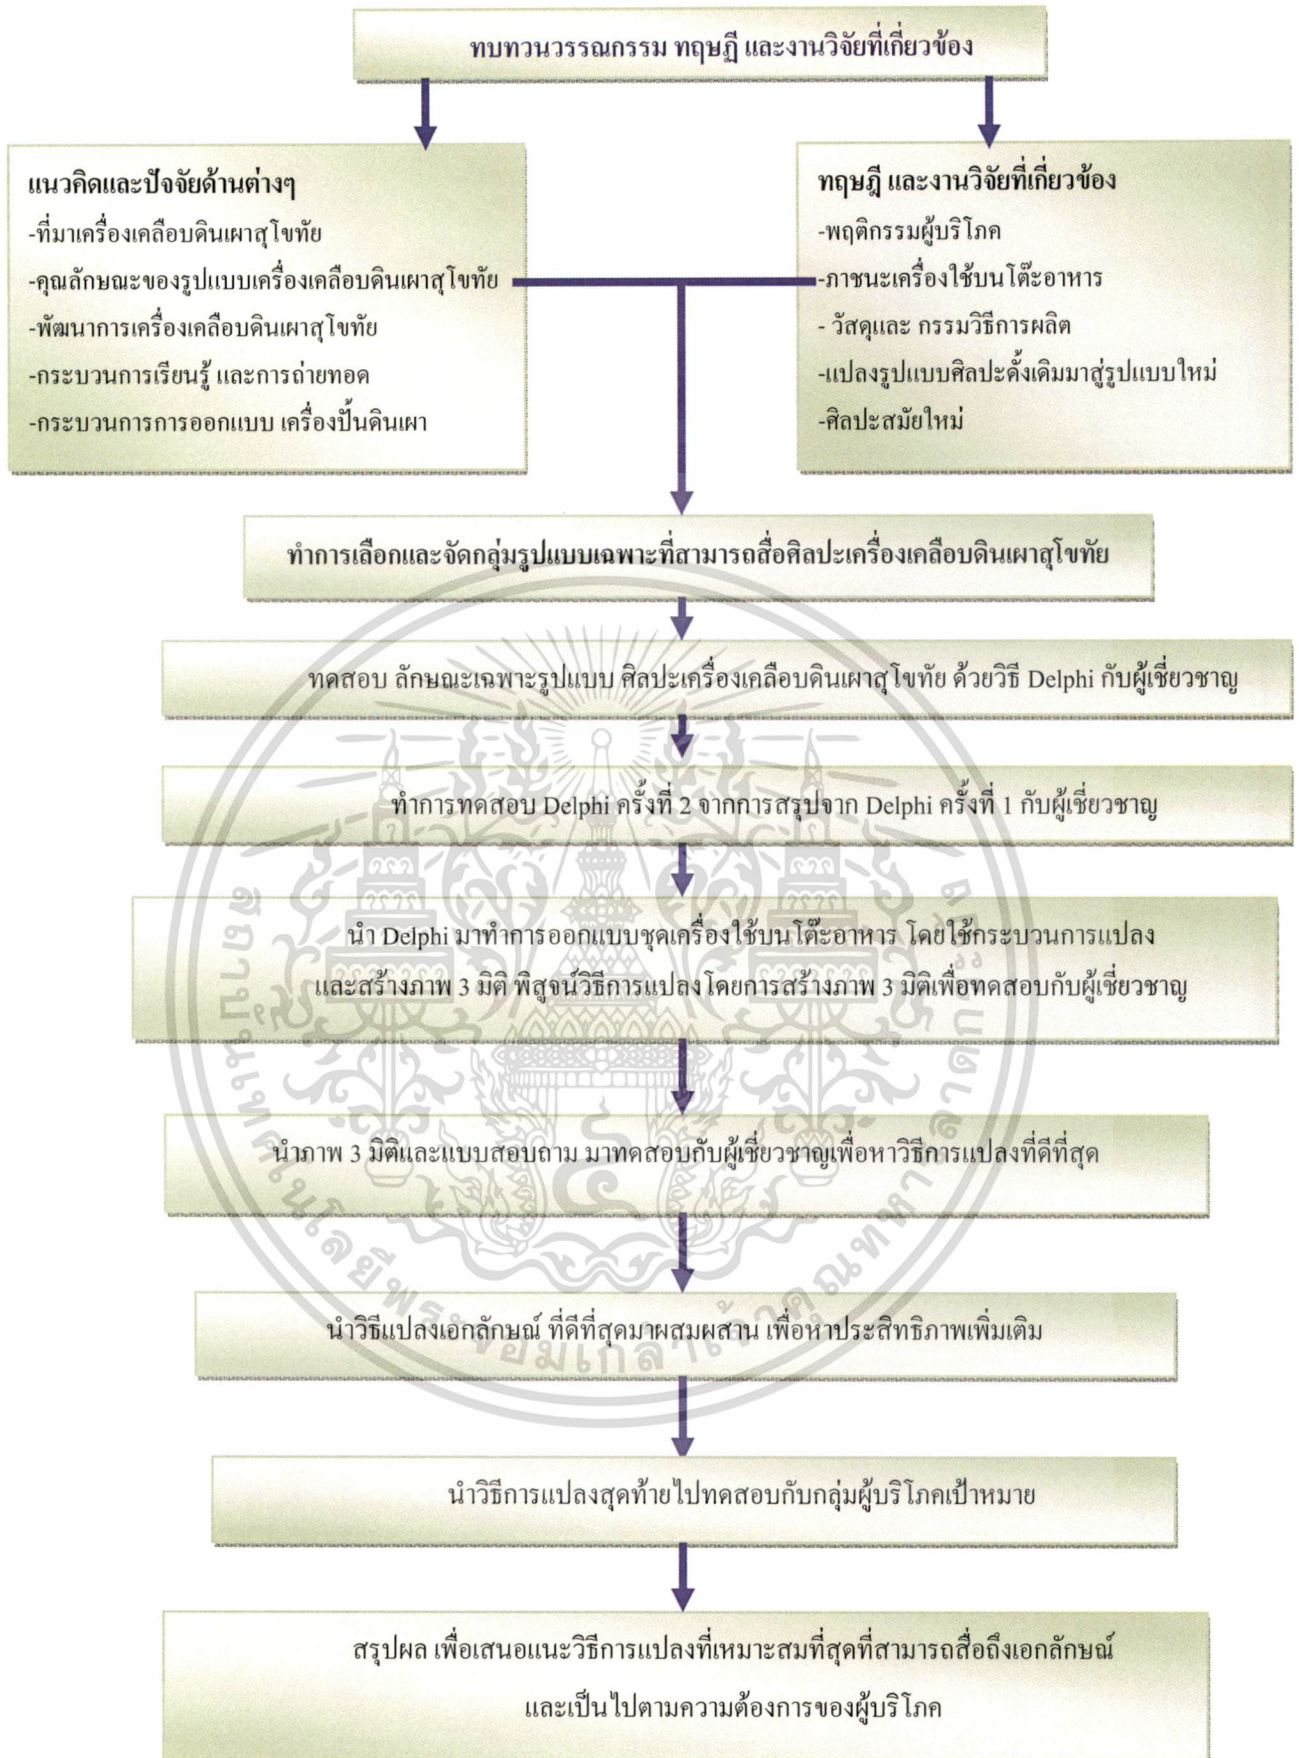 ทบทวนวรรณกรรม ทฤษฏี และงานวิจัยที่เกี่ยวข้อง
แนวคิดและปัจจัยด้านต่างๆ
-ที่มาเครื่องเคลือบดินเผาสุโขทัย
-คุณลักษณะของรูปแบบเครื่องเคลือบดินเผาสุโขทัย
-พัฒนาการเครื่องเคลือบดินเผาสุโขทัย
-กระบวนการเรียนรู้ และการถ่ายทอด
-กระบวนการการออกแบบ เครื่องปั้นดินเผา
ทฤษฎี และงานวิจัยที่เกี่ยวข้อง
-พฤติกรรมผู้บริโภค
-ภาชนะเครื่องใช้บนโต๊ะอาหาร
- วัสดุและ กรรมวิธีการผลิต
-แปลงรูปแบบศิลปะดั้งเดิมมาสู่รูปแบบใหม่
-ศิลปะสมัยใหม่
ทำการเลือกและจัดกลุ่มรูปแบบเฉพาะที่สามารถสื่อศิลปะเครื่องเคลือบดินเผาสุโขทัย
ทดสอบ ลักษณะเฉพาะรูปแบบ ศิลปะเครื่องเคลือบดินเผาสุโขทัย ด้วยวิธี Delphi กับผู้เชี่ยวชาญ
ทำการทดสอบ Delphi ครั้งที่ 2 จากการสรุปจาก Delphi ครั้งที่ 1 กับผู้เชี่ยวชาญ
นำ Delphi มาทำการออกแบบชุดเครื่องใช้บนโต๊ะอาหาร โดยใช้กระบวนการแปลง
และสร้างภาพ 3 มิติ พิสูจน์วิธีการแปลงโดยการสร้างภาพ 3 มิติเพื่อทดสอบกับผู้เชี่ยวชาญ
นำภาพ 3 มิติและแบบสอบถาม มาทดสอบกับผู้เชี่ยวชาญเพื่อหาวิธีการแปลงที่ดีที่สุด
นำวิธีแปลงเอกลักษณ์ ที่ดีที่สุดมาผสมผสาน เพื่อหาประสิทธิภาพเพิ่มเติม
นำวิธีการแปลงสุดท้ายไปทดสอบกับกลุ่มผู้บริโภคเป้าหมาย
สรุปผล เพื่อเสนอแนะวิธีการแปลงที่เหมาะสมที่สุดที่สามารถสื่อถึงเอกลักษณ์
และเป็นไปตามความต้องการของผู้บริโภค
สถาบันเทคโนโลยีพระจอมเกล้าเจ้าคุณทหารลาดกระบัง